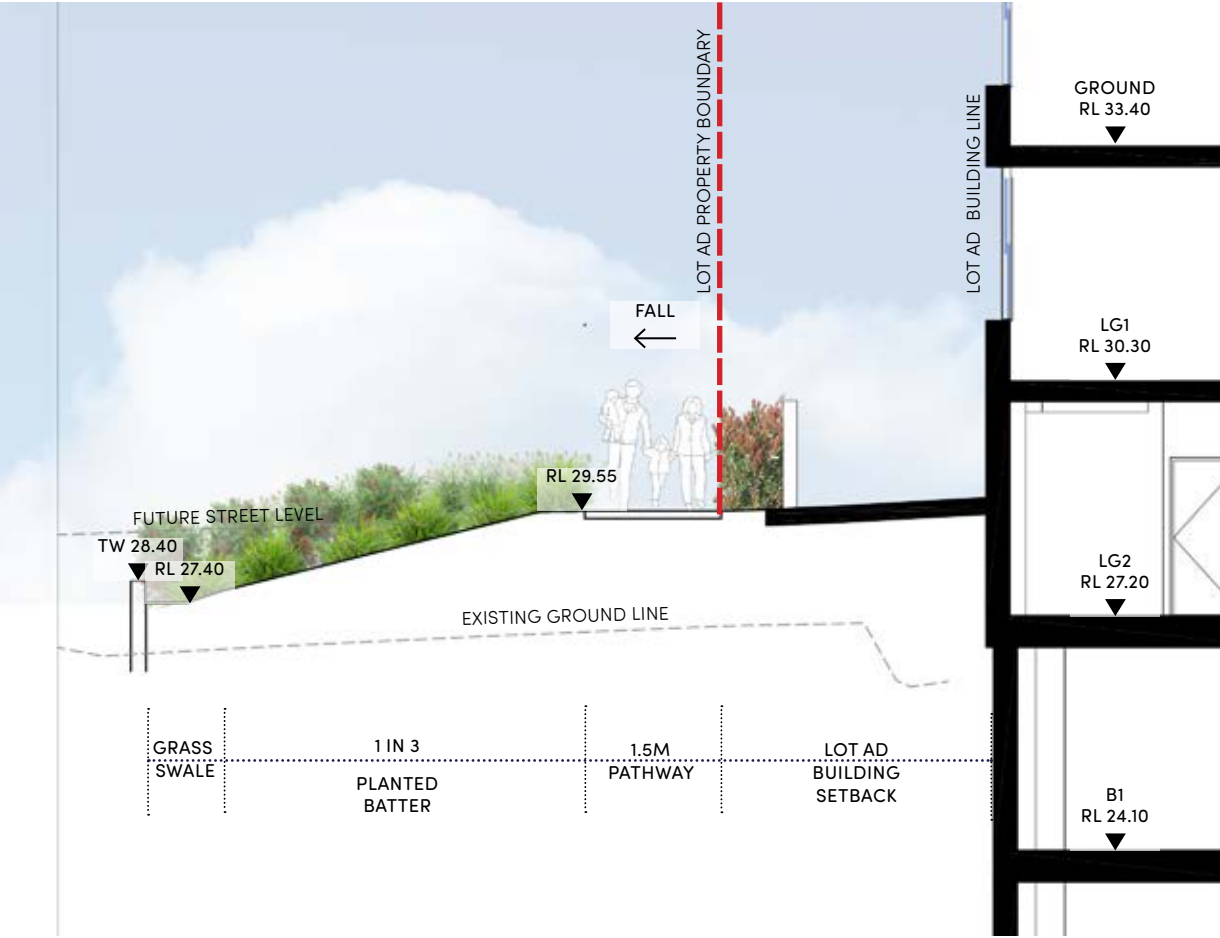 LOT AD PROPERTY BOUNDARY
LOT AD BUILDING LINE
GROUND
RL 33.40
FALL
LG1
RL 30.30
RL 29.55
FUTURE STREET LEVEL
TW 28.40
RL 27.40
EXISTING GROUND LINE
LG2
RL 27.20
GRASS
SWALE
1 IN 3
PLANTED
BATTER
1.5M
PATHWAY
LOT AD
BUILDING
SETBACK
B1
RL 24.10